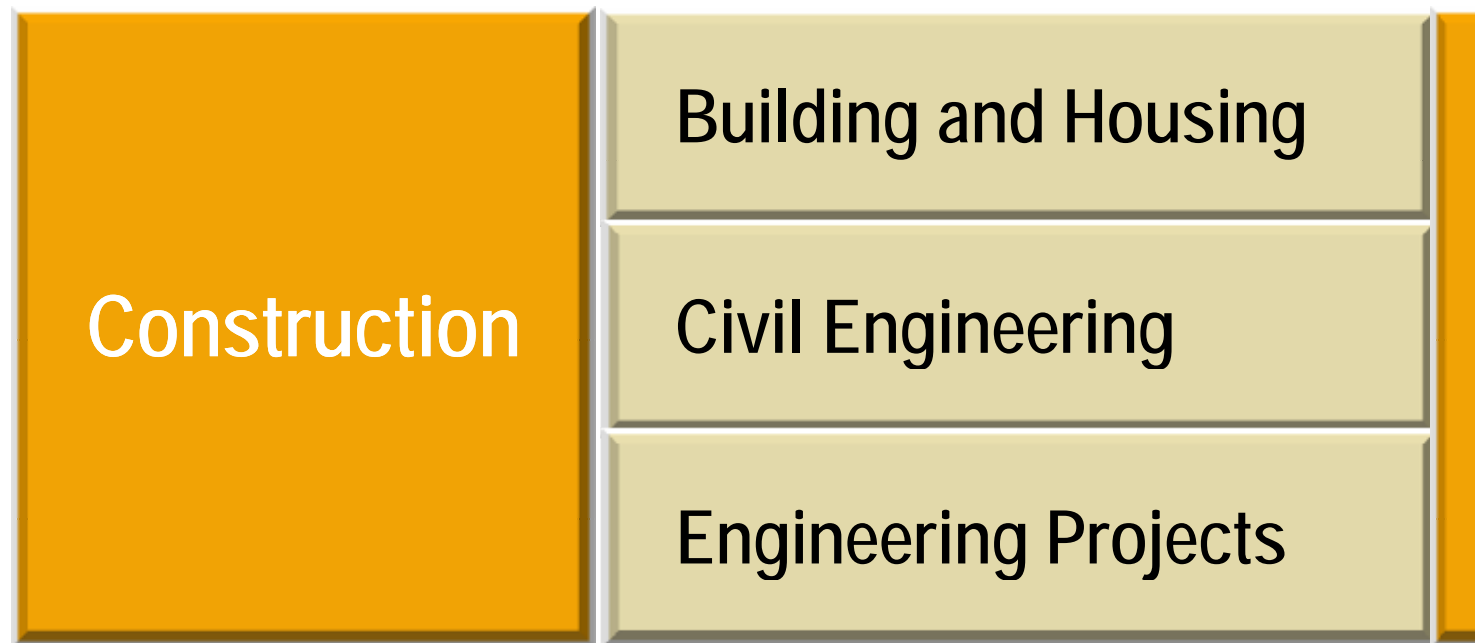 Construction
Building and Housing
Civil Engineering
Engineering Projects